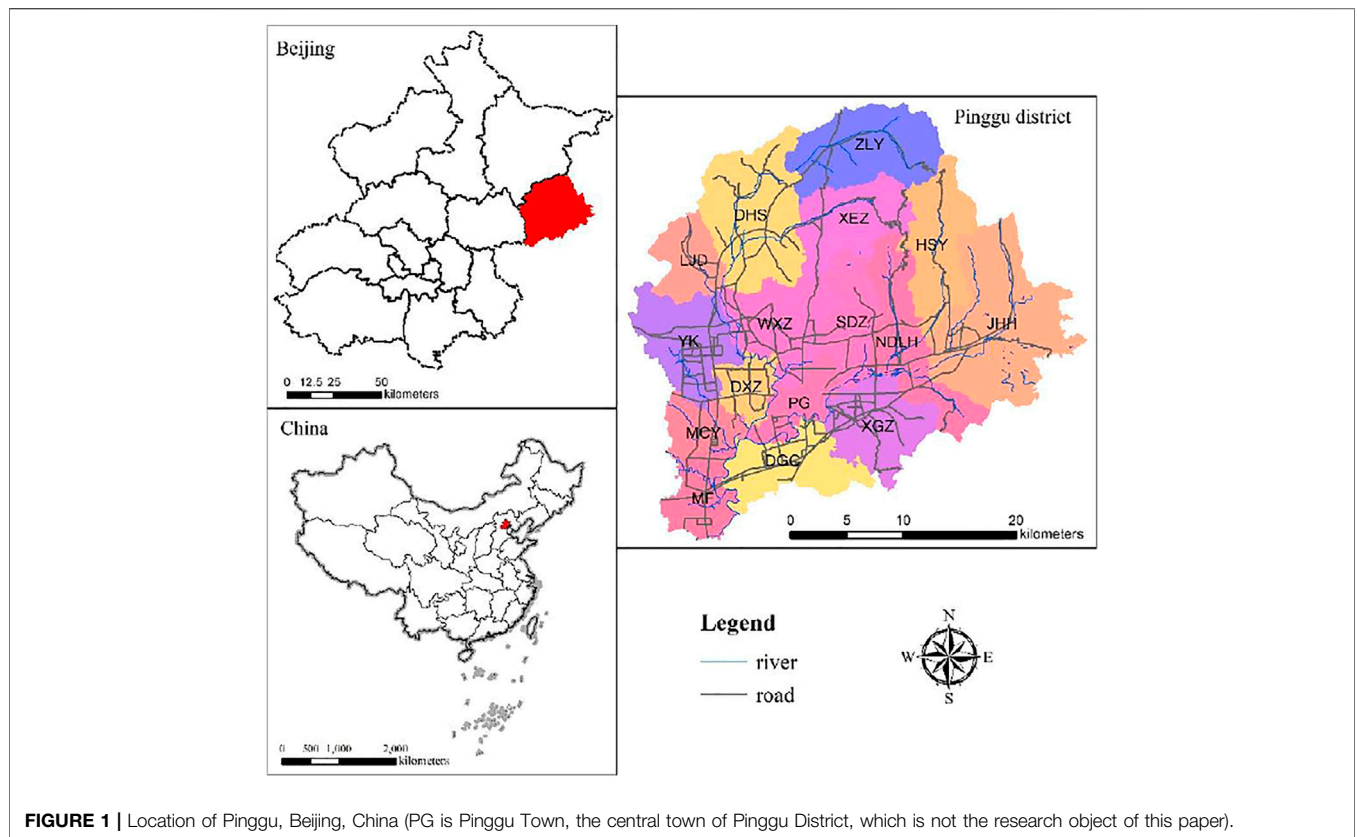 Beijing
0 12.5 25 50
kilometers
China
0 500 1,000 2,000
kilometers
Pinggu district
ZLY
DHS
XEZ
HSY
LJD
WXZ
SDZ
JHH
YK
NDLH
DXZ
PG
MCY
XGZ
DGC
MF
0 5 10 20
kilometers
Legend
river
road
N
W E
S
FIGURE 1 | Location of Pinggu, Beijing, China (PG is Pinggu Town, the central town of Pinggu District, which is not the research object of this paper).